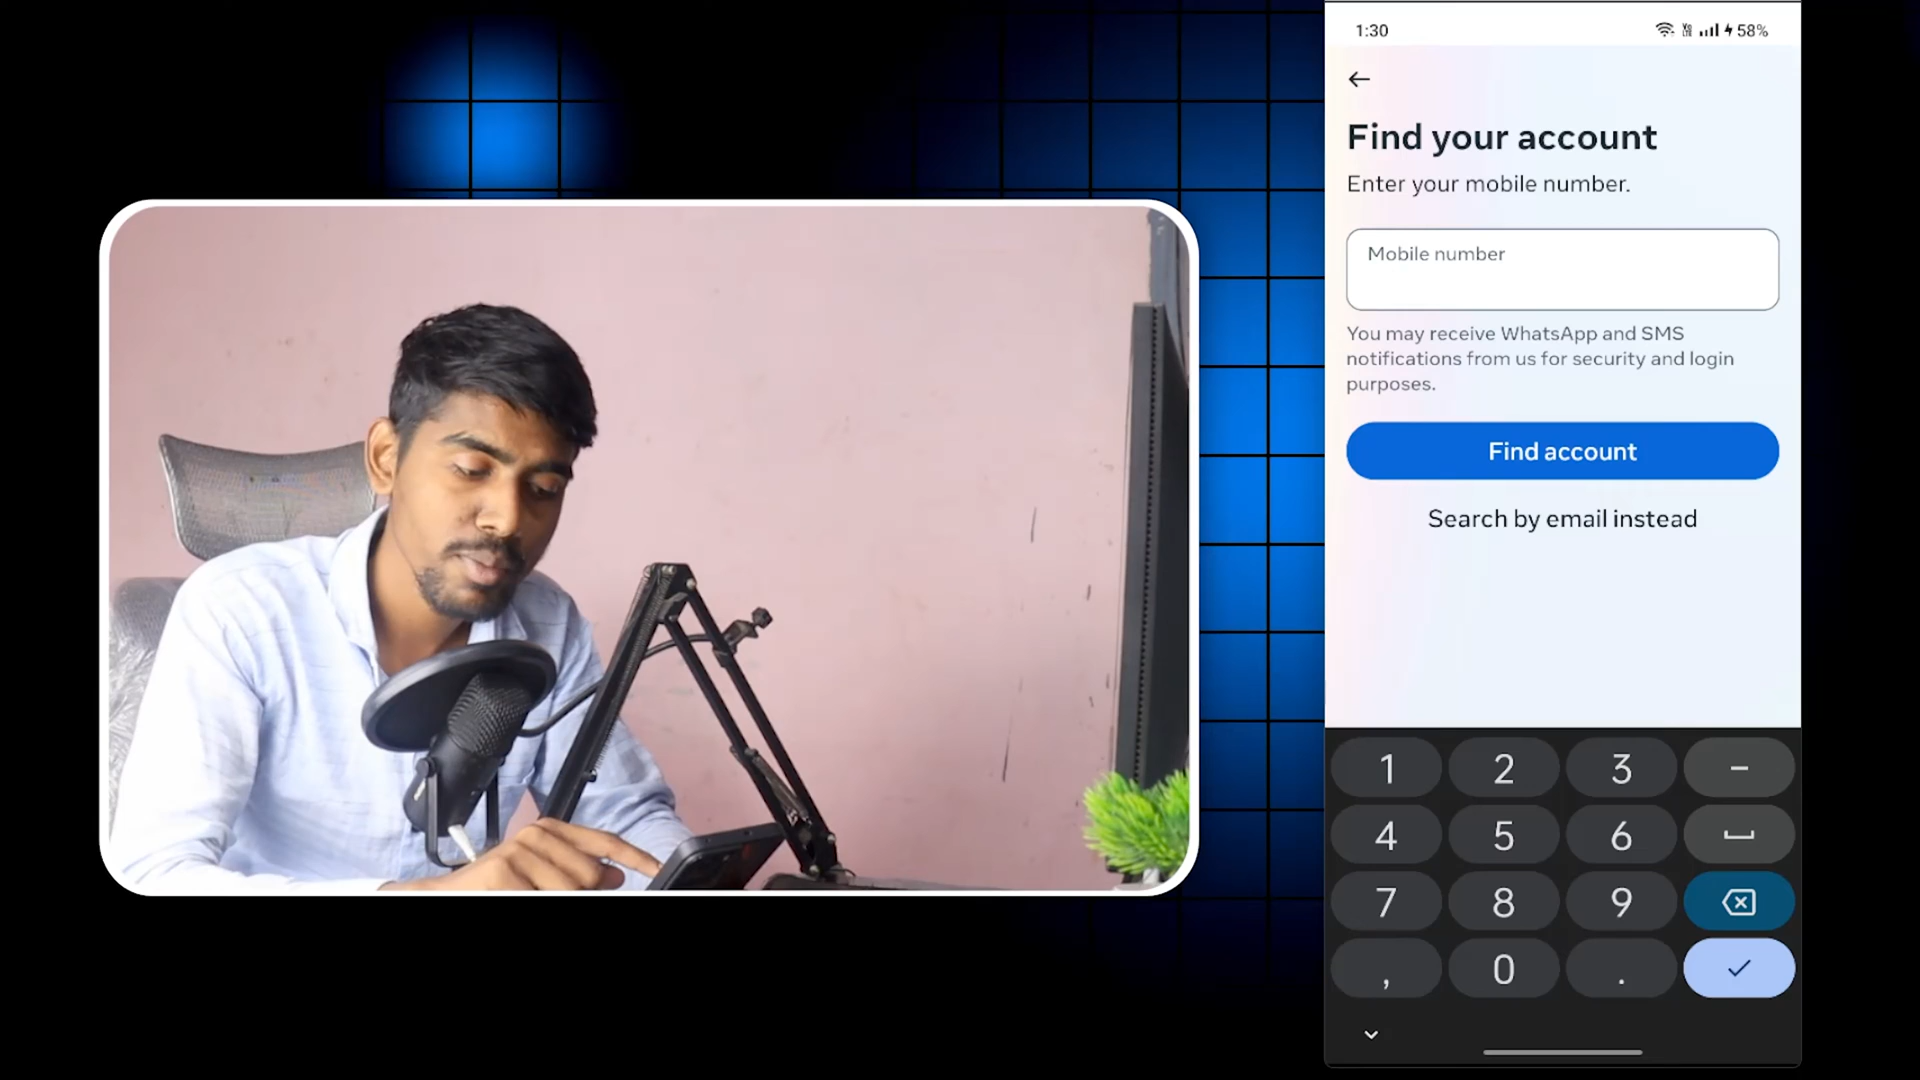 1:30
58%
Find your account
Enter your mobile number.
Mobile number
You may receive WhatsApp and SMS
notifications from us for security and login
purposes.
Find account
Search by email instead
1 2 3 -
4 5 6
7 8 9
, 0 .